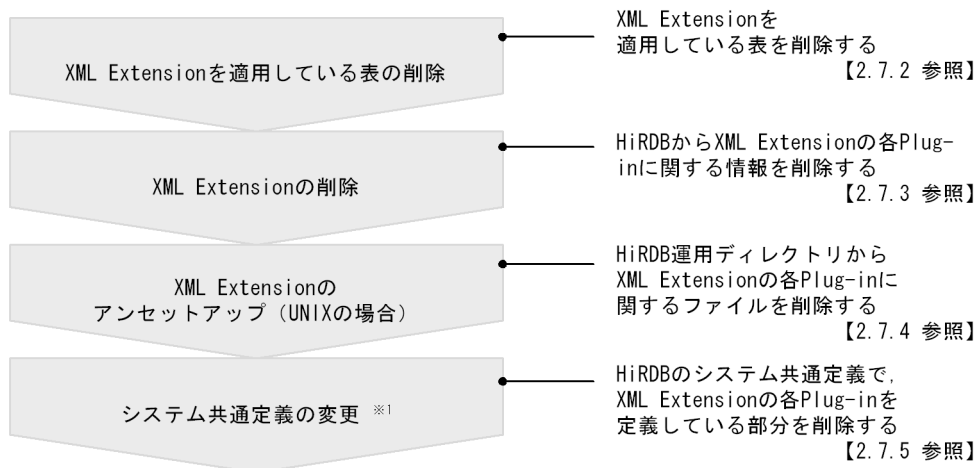 XML Extensionを適用している表の削除
XML Extensionを
適用している表を削除する
【2.7.2 参照】
XML Extensionの削除
HiRDBからXML Extensionの各Plug-
inに関する情報を削除する
【2.7.3 参照】
XML Extensionの
アンセットアップ（UNIXの場合）
HiRDB運用ディレクトリから
XML Extensionの各Plug-inに
関するファイルを削除する
【2.7.4 参照】
システム共通定義の変更 ※1
HiRDBのシステム共通定義で,
XML Extensionの各Plug-inを
定義している部分を削除する
【2.7.5 参照】